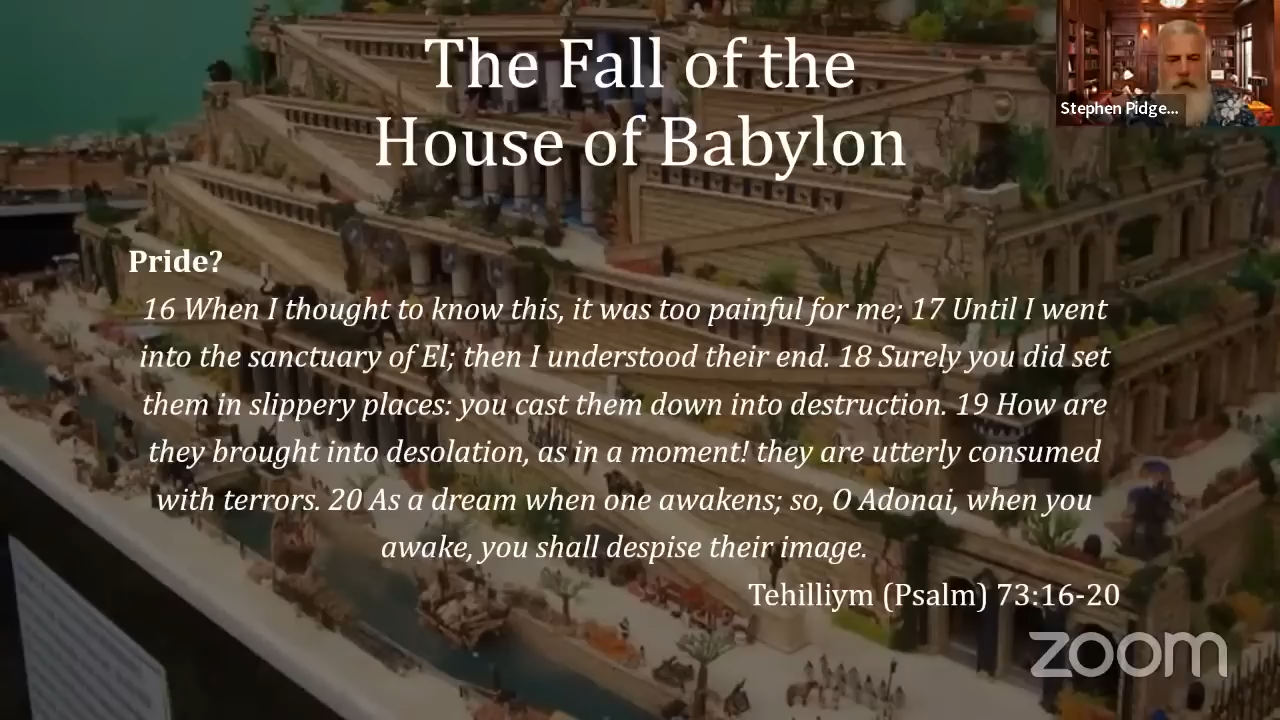 The Fall of the
House of Babylon
Stephen Pidge...
Pride?
16 When I thought to know this, it was too painful for me; 17 Until I went
into the sanctuary of El; then I understood their end. 18 Surely you did set
them in slippery places: you cast them down into destruction. 19 How are
they brought into desolation, as in a moment! they are utterly consumed
with terrors. 20 As a dream when one awakens; so, O Adonai, when you
awake, you shall despise their image.
Tehilliym (Psalm) 73:16-20
zoom